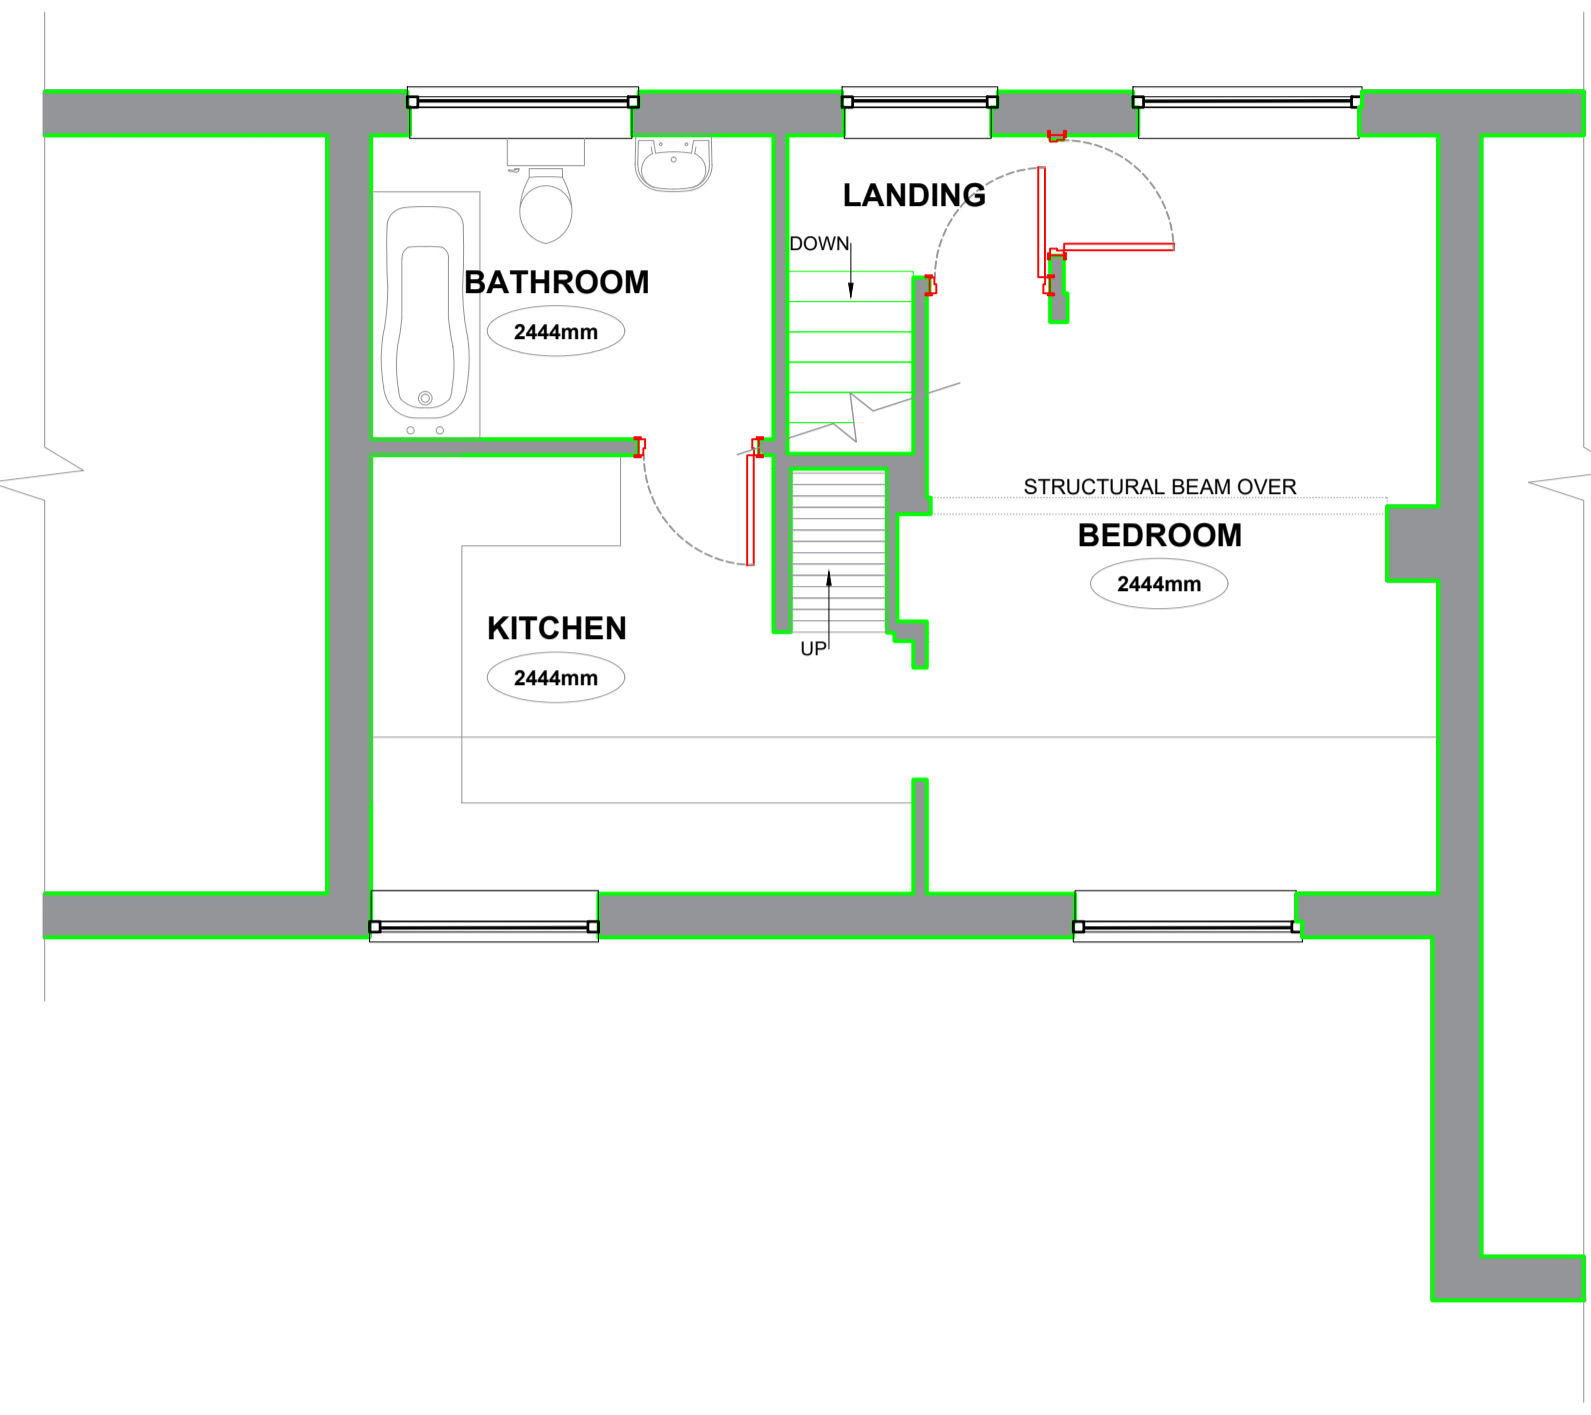 LANDING
DOWN
BATHROOM
2444mm
STRUCTURAL BEAM OVER
BEDROOM
2444mm
KITCHEN
UP
2444mm